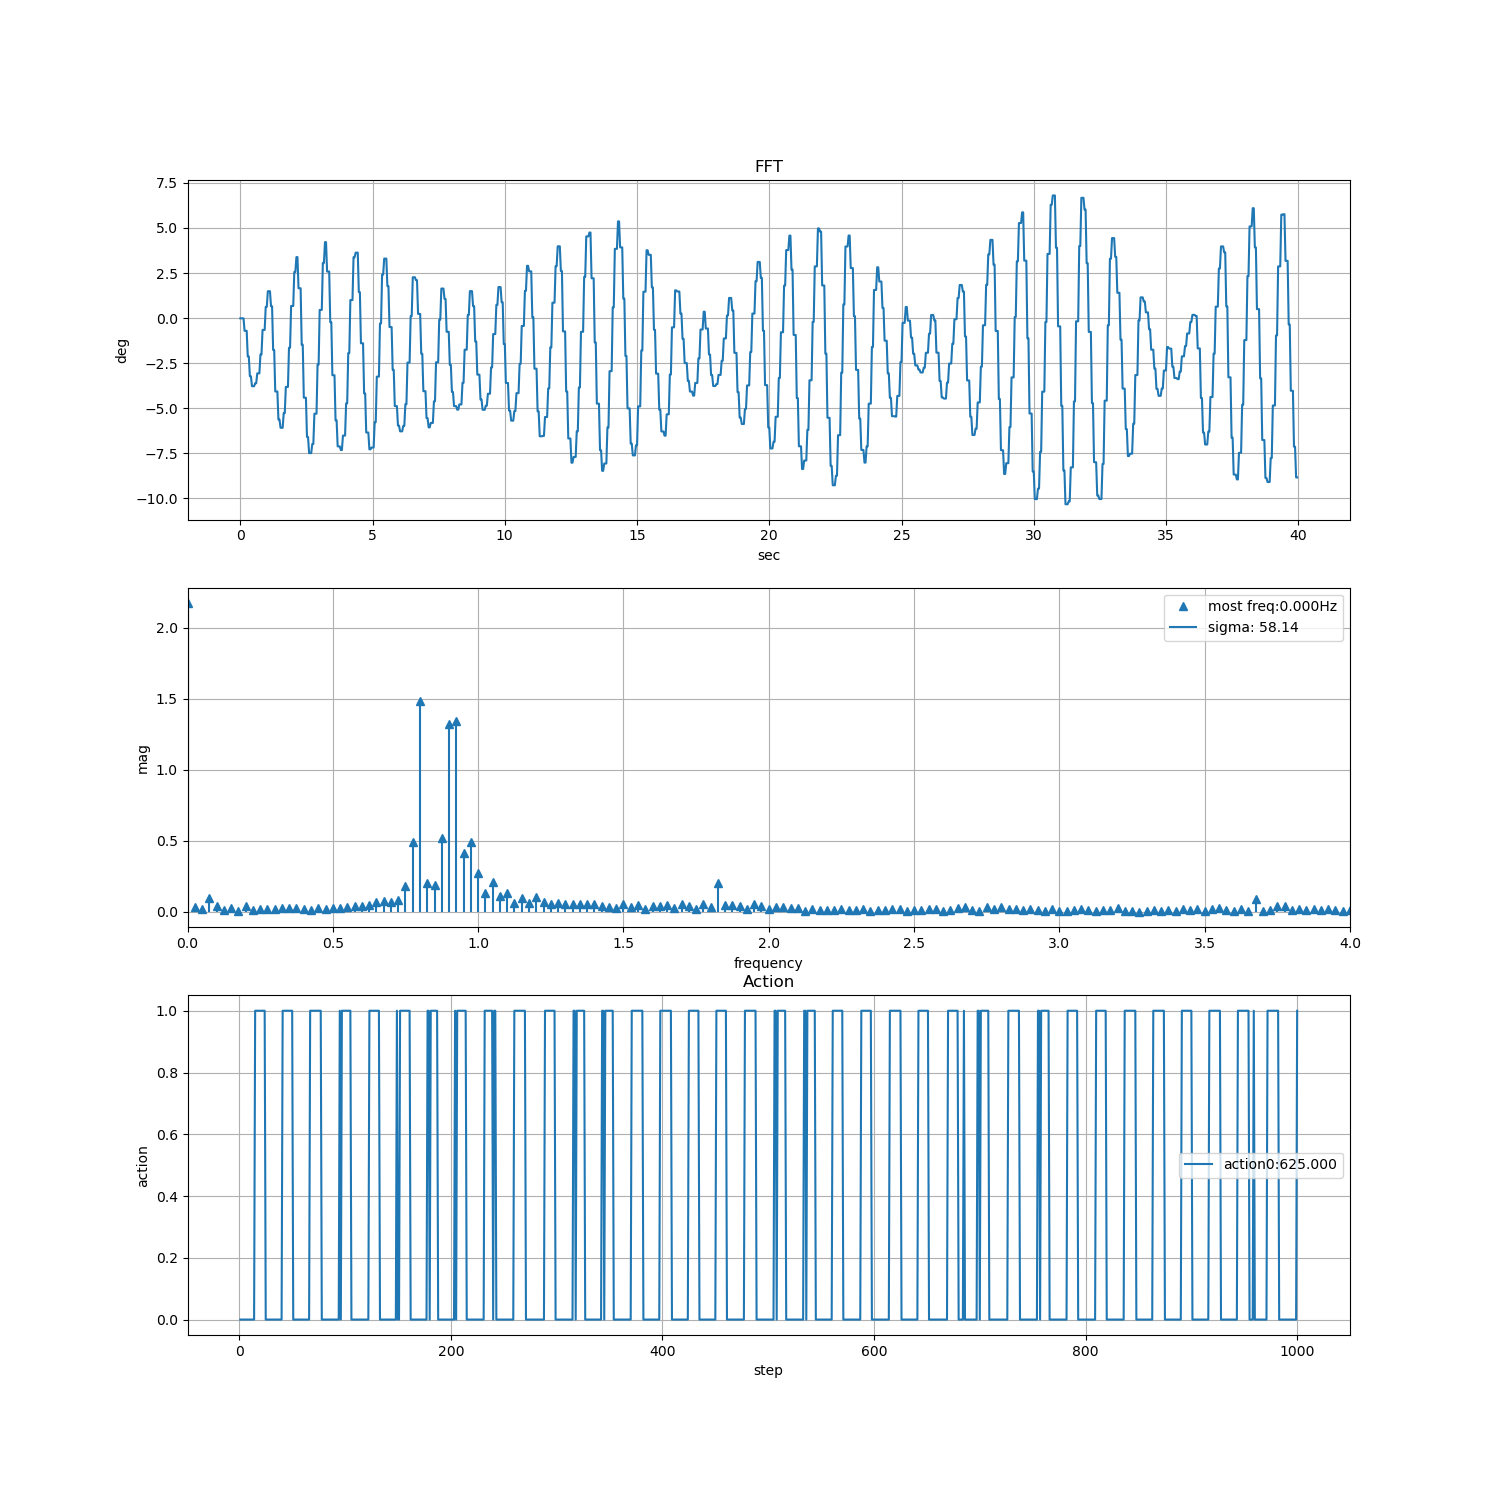 FFT
7.5
5.0
2.5
0.0
−2.5
−5.0
−7.5
−10.0
deg
0 5 10 15 20 25 30 35 40
sec
most freq:0.000Hz
sigma: 58.14
2.0
1.5
1.0
0.5
0.0
mag
0.0 0.5 1.0 1.5 2.0 2.5 3.0 3.5 4.0
frequency
Action
1.0
0.8
0.6
0.4
0.2
0.0
action
action0:625.000
0 200 400 600 800 1000
step